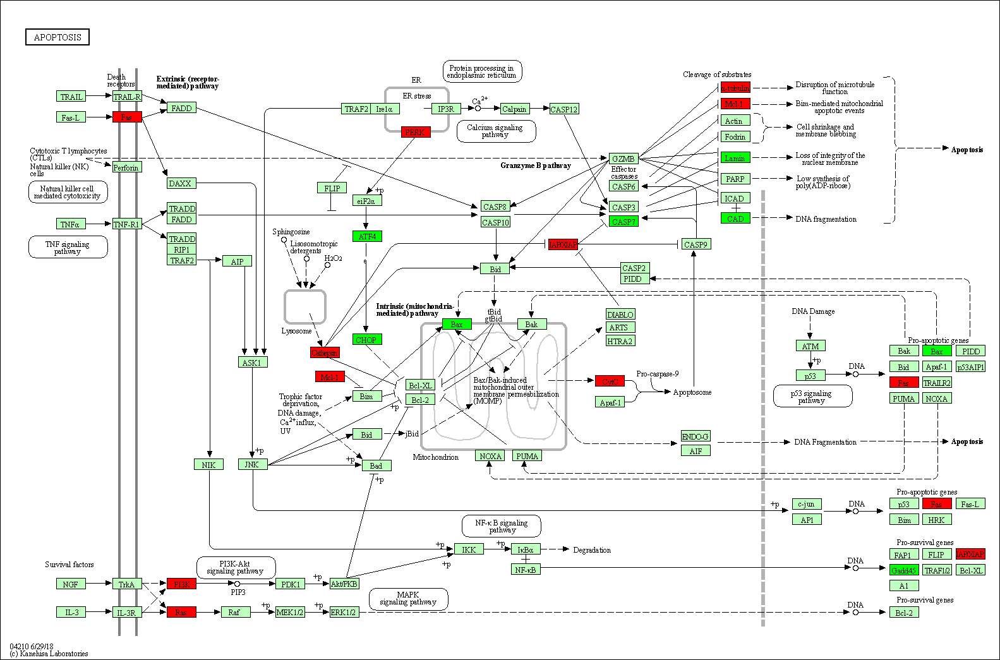 APOPTOSIS
Protein processing in
endoplasmic reticulum
Death
receptors
Extrinsic (receptor-
mediated) pathway
ER
ER stress
Ca2+
Cleavage of substrates
TRAIL
TRAIL-R
FADD
Fas-L
Fas
TRAF2
Ire1α
IP3R
Calpain
CASP12
PERK
Calcium signaling
pathway
α-tubulin
Disruption of microtubule
function
Mcl-1
Bim-mediated mitochondrial
apoptotic events
Actin
Fodrin
Cell shrinkage and
membrane blebbing
Lamin
Loss of integrity of the
nuclear membrane
PARP
Low synthesis of
poly(ADP-ribose)
ICAD
CAD
DNA fragmentation
Apoptosis
Cytotoxic T lymphocytes
(CTLs)
Natural killer (NK)
cells
Perforin
Natural killer cell
mediated cytotoxicity
DAXX
Granzyme B pathway
GZMB
Effector
caspases
CASP6
CASP3
CASP7
FLIP
+p
eiF2α
CASP8
CASP10
TNFα
TNF-R1
TRADD
FADD
TRADD
RIP1
TRAF2
AIP
TNF signaling
pathway
Sphingosine
Lisosomotropic
detergents
H2O2
Lysosome
ATF4
e
IAP/XIAP
CASP9
Bid
CASP2
PIDD
Intrinsic (mitochondria-
mediated) pathway
tBid
gtBid
Bax
Bak
DIABLO
ARTS
HTRA2
CHOP
Cathepsin
ASK1
Mcl-1
Bcl-XL
Bcl-2
Bim
+p
Trophic factor
deprivation,
DNA damage,
Ca2+ influx,
UV
Bax/Bak-induced
mitochondrial outer
membrane permeabilization
(MOMP)
CytC
Apaf-1
Pro-caspase-9
Apoptosome
Bid
jBid
Mitochondrion
NOXA
PUMA
ENDO-G
AIF
DNA Fragmentation
Apoptosis
DNA Damage
ATM
+p
p53
p53 signaling
pathway
DNA
Pro-apoptotic genes
Bak
Bax
PIDD
Bid
Apaf-1
p53AIP1
Fas
TRAILR2
PUMA
NOXA
NIK
+p
JNK
+p
Bad
+p
+p
c-jun
AP1
DNA
Pro-apoptotic genes
p53
Fas
Fas-L
Bim
HRK
NF-κB signaling
pathway
+p
IKK
+p
IκBα
Degradation
+p
NF-κB
DNA
Pro-survival genes
FAP1
FLIP
IAP/XIAP
Gadd45
TRAF1/2
Bcl-XL
A1
Survival factors
PI3K-Akt
signaling pathway
NGF
TrkA
PI3K
PIP3
PDK1
+p
Akt/PKB
MAPK
signaling pathway
IL-3
IL-3R
Ras
Raf
+p
MEK1/2
+p
ERK1/2
DNA
Pro-survival genes
Bcl-2
04210 6/29/18
(c) Kanehisa Laboratories